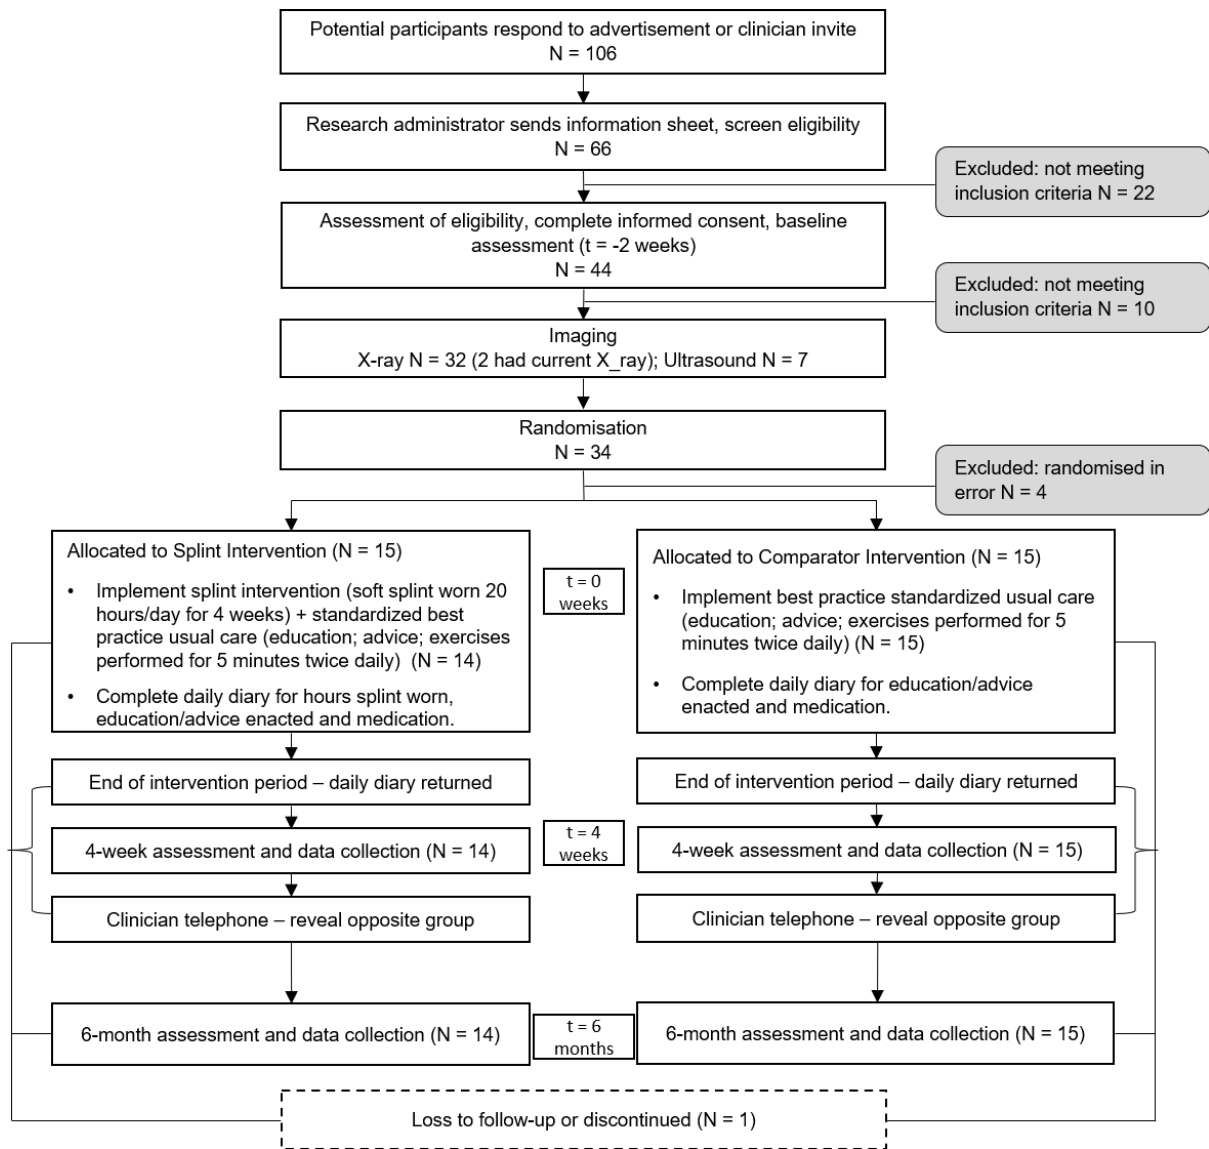 Potential participants respond to advertisement or clinician invite
N = 106
Research administrator sends information sheet, screen eligibility
N = 66
Excluded: not meeting
inclusion criteria N = 22
Assessment of eligibility, complete informed consent, baseline
assessment (t = -2 weeks)
N = 44
Excluded: not meeting
inclusion criteria N = 10
Imaging
X-ray N = 32 (2 had current X_ray); Ultrasound N = 7
Randomisation
N = 34
Excluded: randomised in
error N = 4
Allocated to Splint Intervention (N = 15)
• Implement splint intervention (soft splint worn 20
hours/day for 4 weeks) + standardized best
practice usual care (education; advice; exercises
performed for 5 minutes twice daily) (N = 14)
• Complete daily diary for hours splint worn,
education/advice enacted and medication.
t = 0
weeks
Allocated to Comparator Intervention (N = 15)
• Implement best practice standardized usual care
(education; advice; exercises performed for 5
minutes twice daily) (N = 15)
• Complete daily diary for education/advice
enacted and medication.
End of intervention period – daily diary returned
End of intervention period – daily diary returned
4-week assessment and data collection (N = 14)
t = 4
weeks
4-week assessment and data collection (N = 15)
Clinician telephone – reveal opposite group
Clinician telephone – reveal opposite group
6-month assessment and data collection (N = 14)
t = 6
months
6-month assessment and data collection (N = 15)
Loss to follow-up or discontinued (N = 1)